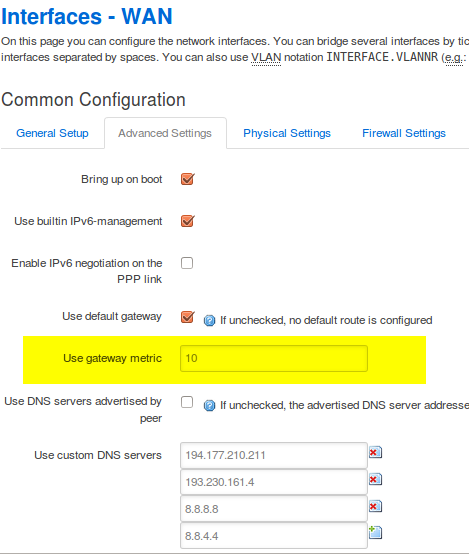 Interfaces - WAN
On this page you can configure the network interfaces. You can bridge several interfaces by tic
interfaces separated by spaces. You can also use VLAN notation INTERFACE.VLANNR (e.g.:
Common Configuration
General Setup Advanced Settings Physical Settings Firewall Settings
Bring up on boot
Use builtin IPv6-management
Enable IPv6 negotiation on the
PPP link
Use default gateway If unchecked, no default route is configured
Use gateway metric 10
Use DNS servers advertised by
peer
If unchecked, the advertised DNS server addresse
Use custom DNS servers 194.177.210.211
193.230.161.4
8.8.8.8
8.8.4.4